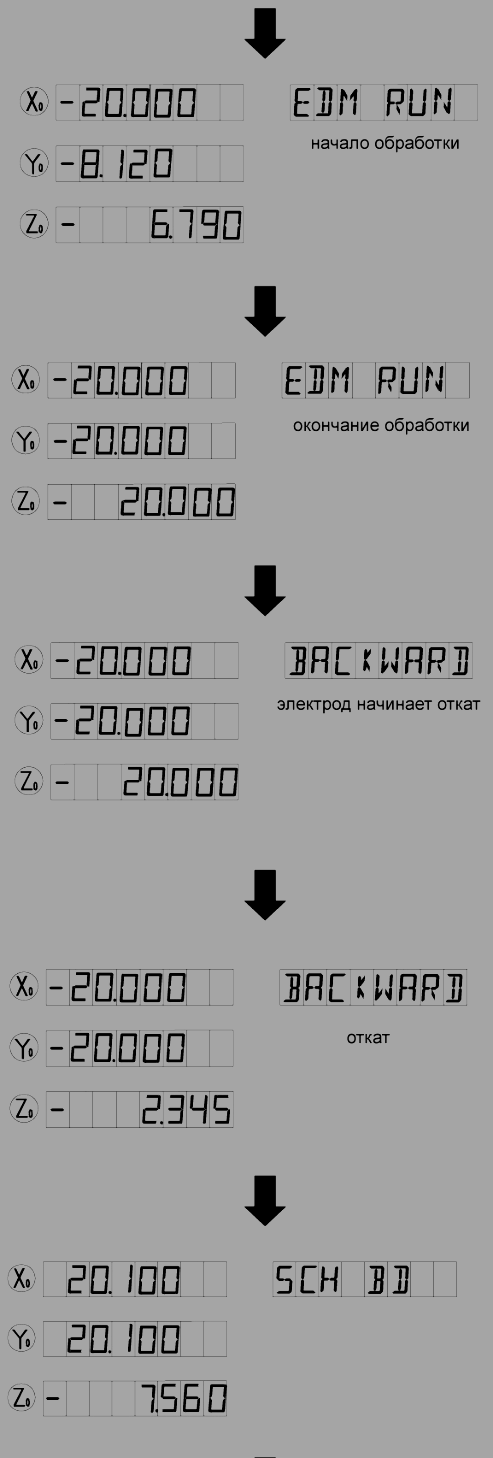 X₀ -20.000 EDM RUN
начало обработки
Y₀ -8.120
Z₀ - 6.790
X₀ -20.000 EDM RUN
окончание обработки
Y₀ -20.000
Z₀ - 20.000
X₀ -20.000 BACKWARD
электрод начинает откат
Y₀ -20.000
Z₀ - 20.000
X₀ -20.000 BACKWARD
откат
Y₀ -20.000
Z₀ - 2.345
X₀ 20.100 SCH BD
Y₀ 20.100
Z₀ - 7.560